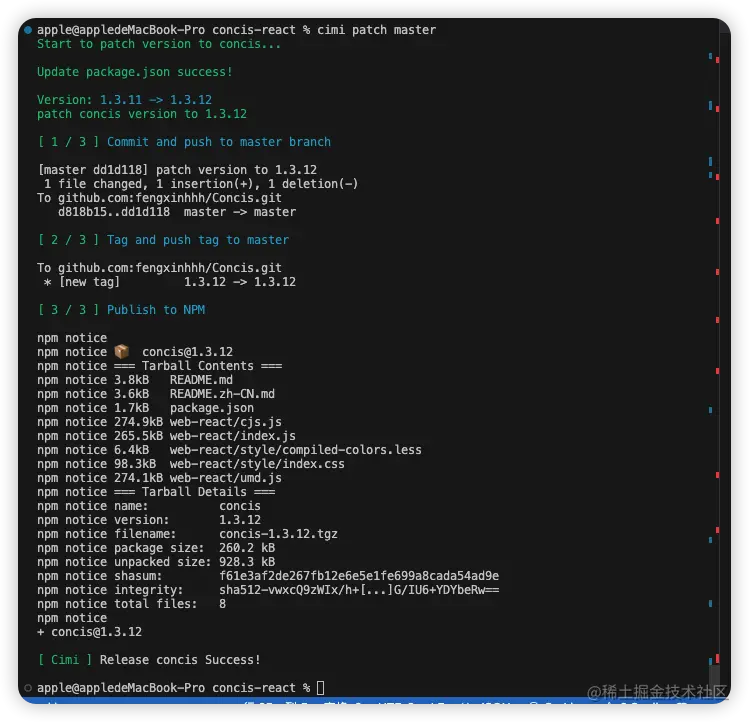 apple@appledeMacBook-Pro concis-react % cimi patch master
Start to patch version to concis...
Update package.json success!
Version: 1.3.11 -> 1.3.12
patch concis version to 1.3.12
[ 1 / 3 ] Commit and push to master branch
[master dd1d118] patch version to 1.3.12
1 file changed, 1 insertion(+), 1 deletion(-)
To github.com:fengxinhhh/Concis.git
d818b15..dd1d118  master -> master
[ 2 / 3 ] Tag and push tag to master
To github.com:fengxinhhh/Concis.git
* [new tag]         1.3.12 -> 1.3.12
[ 3 / 3 ] Publish to NPM
npm notice
npm notice 📦  concis@1.3.12
npm notice === Tarball Contents ===
npm notice 3.8kB   README.md
npm notice 3.6kB   README.zh-CN.md
npm notice 1.7kB   package.json
npm notice 274.9kB web-react/cjs.js
npm notice 265.5kB web-react/index.js
npm notice 6.4kB   web-react/style/compiled-colors.less
npm notice 98.3kB  web-react/style/index.css
npm notice 274.1kB web-react/umd.js
npm notice === Tarball Details ===
npm notice name:          concis
npm notice version:       1.3.12
npm notice filename:      concis-1.3.12.tgz
npm notice package size:  260.2 kB
npm notice unpacked size: 928.3 kB
npm notice shasum:        f61e3af2de267fb12e6e5e1fe699a8cada54ad9e
npm notice integrity:     sha512-vwxcQ9zWIx/h+[...]G/IU6+YDYbeRw==
npm notice total files:   8
npm notice
+ concis@1.3.12
[ Cimi ] Release concis Success!
apple@appledeMacBook-Pro concis-react %
@稀土掘金技术社区